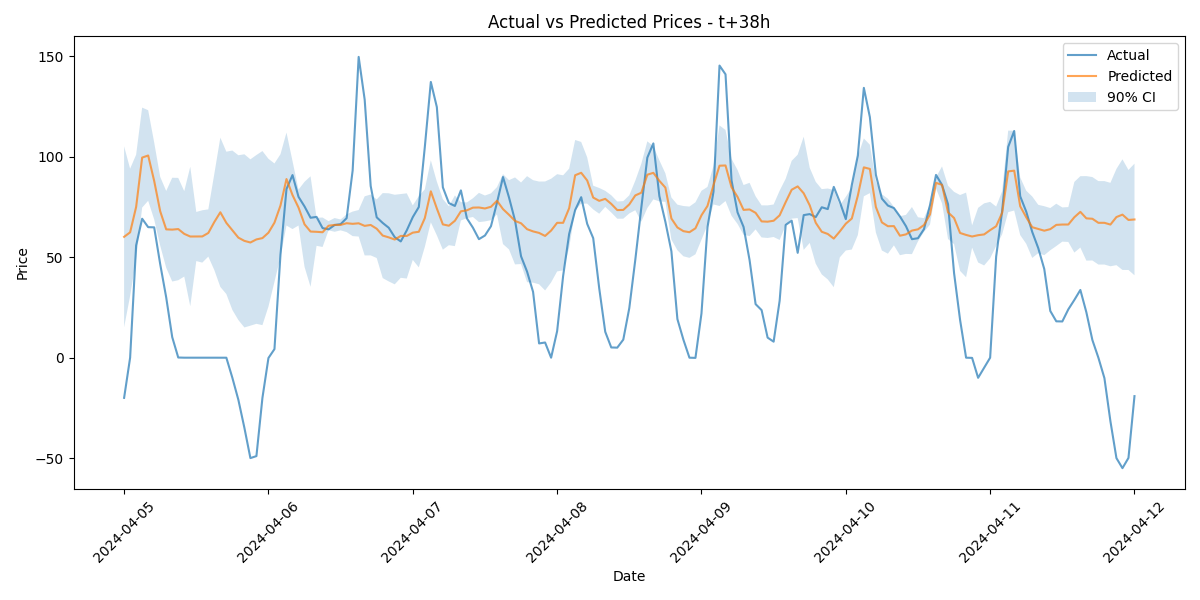 Actual vs Predicted Prices - t+38h
Actual
Predicted
90% CI
Price
150
100
50
0
−50
2024-04-05
2024-04-06
2024-04-07
2024-04-08
2024-04-09
2024-04-10
2024-04-11
2024-04-12
Date